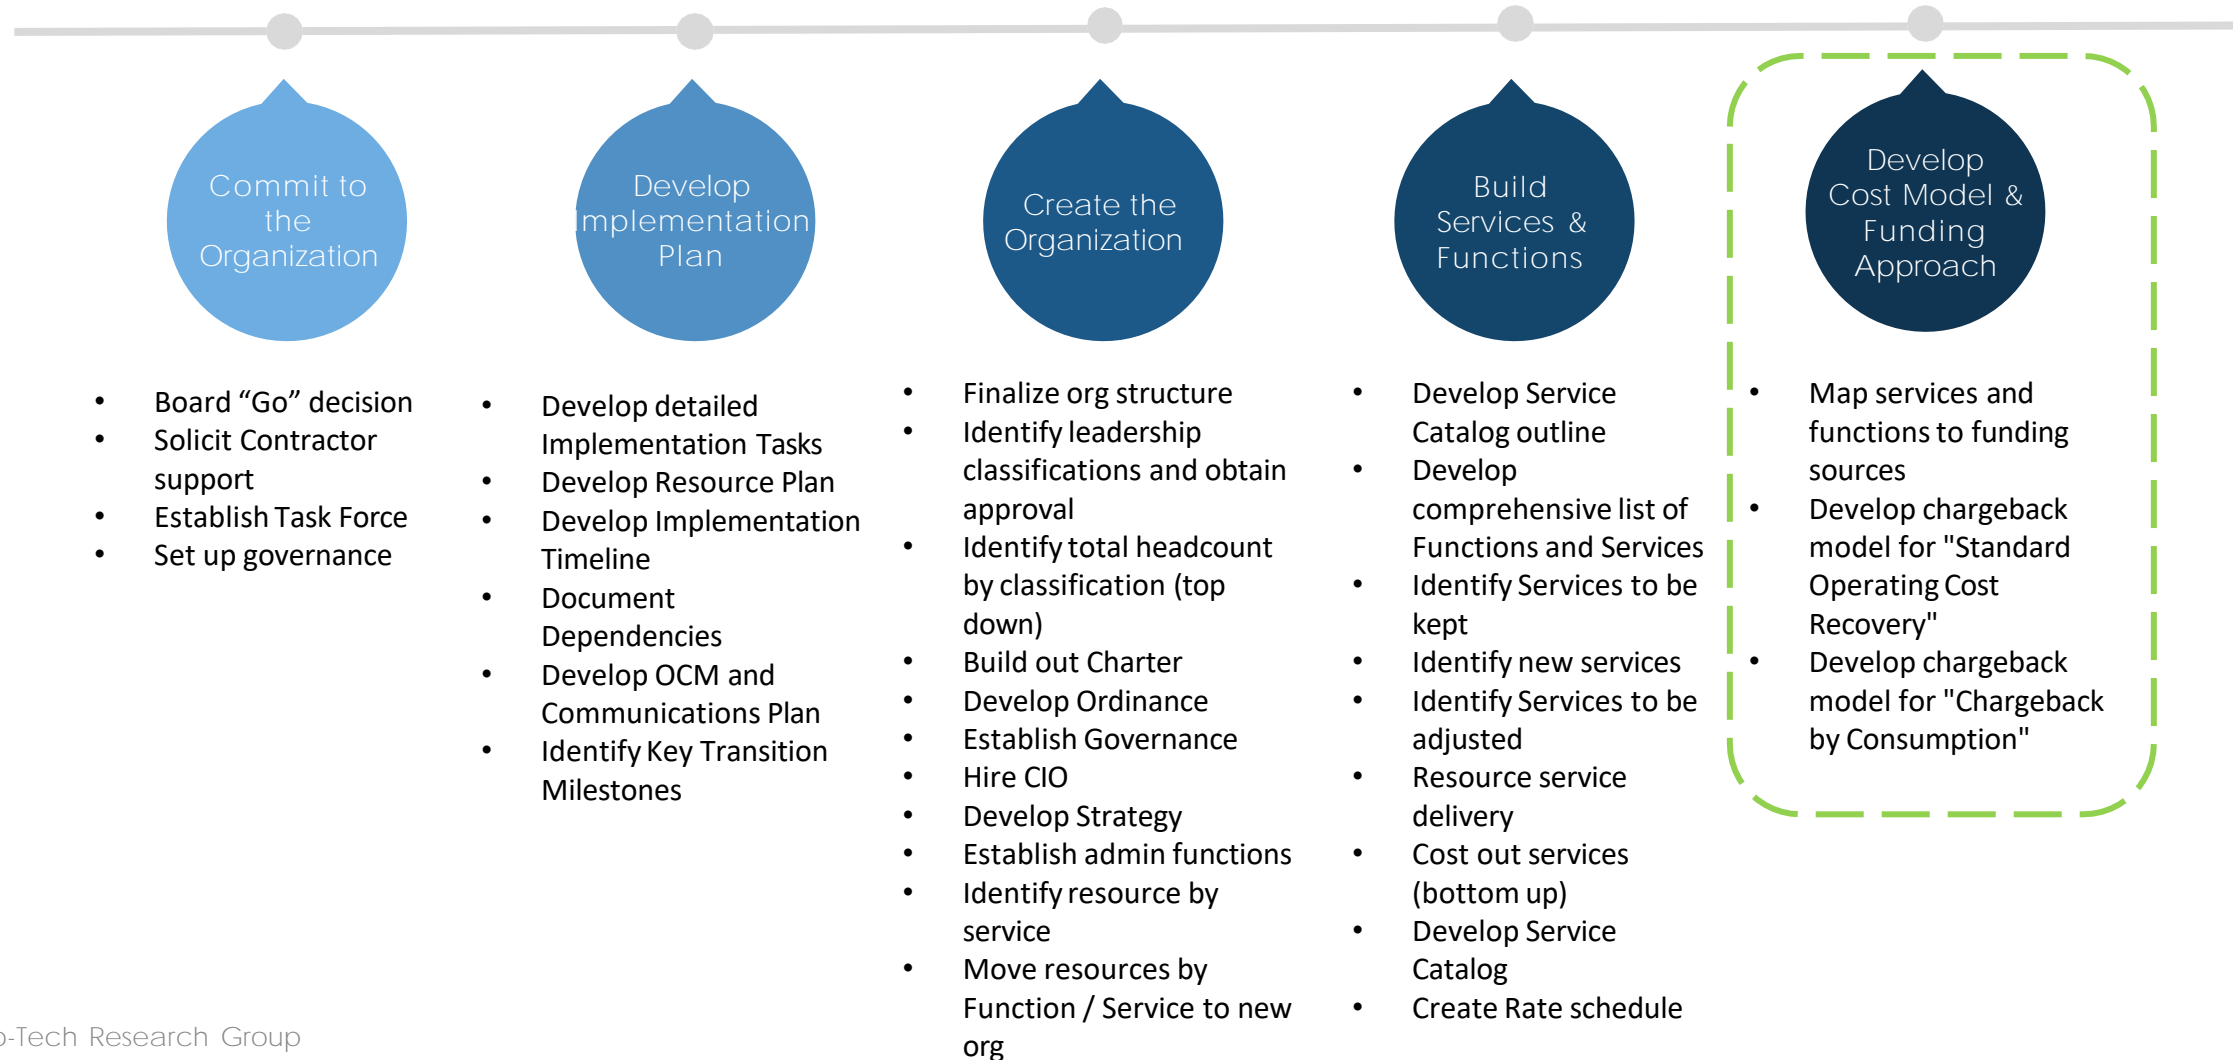 Commit to
the
Organization
Develop
Implementation
Plan
Create the
Organization
Build
Services &
Functions
Develop
Cost Model &
Funding
Approach
• Board “Go” decision
• Solicit Contractor
support
• Establish Task Force
• Set up governance
• Develop detailed
Implementation Tasks
• Develop Resource Plan
• Develop Implementation
Timeline
• Document
Dependencies
• Develop OCM and
Communications Plan
• Identify Key Transition
Milestones
• Finalize org structure
• Identify leadership
classifications and obtain
approval
• Identify total headcount
by classification (top
down)
• Build out Charter
• Develop Ordinance
• Establish Governance
• Hire CIO
• Develop Strategy
• Establish admin functions
• Identify resource by
service
• Move resources by
Function / Service to new
org
• Develop Service
Catalog outline
• Develop
comprehensive list of
Functions and Services
• Identify Services to be
kept
• Identify new services
• Identify Services to be
adjusted
• Resource service
delivery
• Cost out services
(bottom up)
• Develop Service
Catalog
• Create Rate schedule
• Map services and
functions to funding
sources
• Develop chargeback
model for "Standard
Operating Cost
Recovery"
• Develop chargeback
model for "Chargeback
by Consumption"
-Tech Research Group